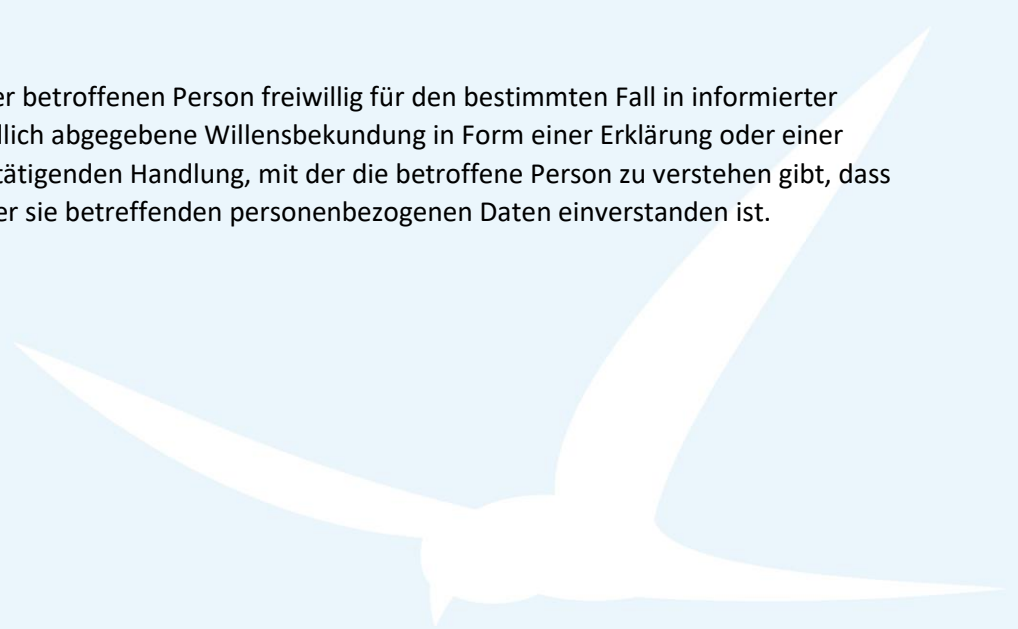 er betroffenen Person freiwillig für den bestimmten Fall in informierter
dlich abgegebene Willensbekundung in Form einer Erklärung oder einer
tätigenden Handlung, mit der die betroffene Person zu verstehen gibt, dass
er sie betreffenden personenbezogenen Daten einverstanden ist.